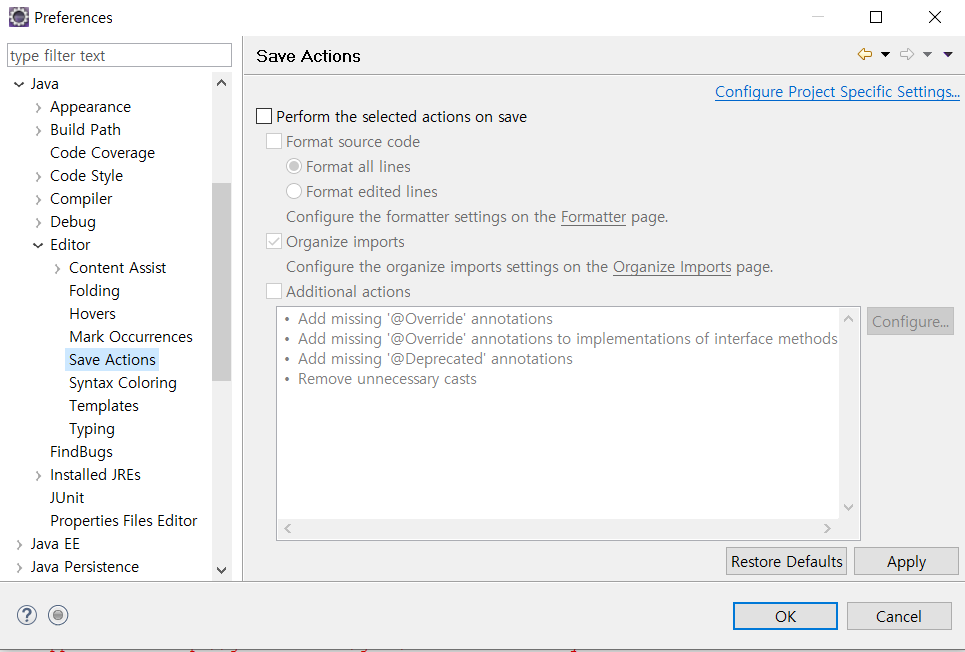 Preferences
type filter text
Java
Appearance
Build Path
Code Coverage
Code Style
Compiler
Debug
Editor
Content Assist
Folding
Hovers
Mark Occurrences
Save Actions
Syntax Coloring
Templates
Typing
FindBugs
Installed JREs
JUnit
Properties Files Editor
Java EE
Java Persistence
Save Actions
Configure Project Specific Settings...
Perform the selected actions on save
Format source code
Format all lines
Format edited lines
Configure the formatter settings on the Formatter page.
Organize imports
Configure the organize imports settings on the Organize Imports page.
Additional actions
• Add missing '@Override' annotations
• Add missing '@Override' annotations to implementations of interface methods
• Add missing '@Deprecated' annotations
• Remove unnecessary casts
Configure...
Restore Defaults
Apply
?
OK
Cancel